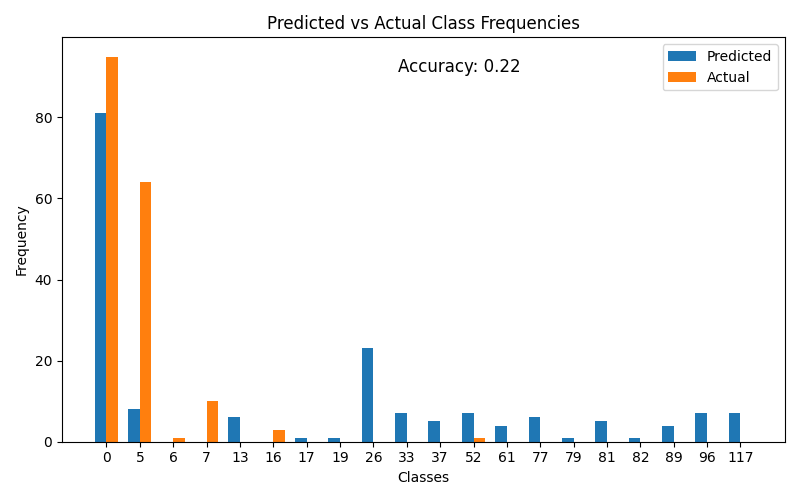 Predicted vs Actual Class Frequencies
Accuracy: 0.22
Predicted
Actual
Frequency
80
60
40
20
0
0 5 6 7 13 16 17 19 26 33 37 52 61 77 79 81 82 89 96 117
Classes